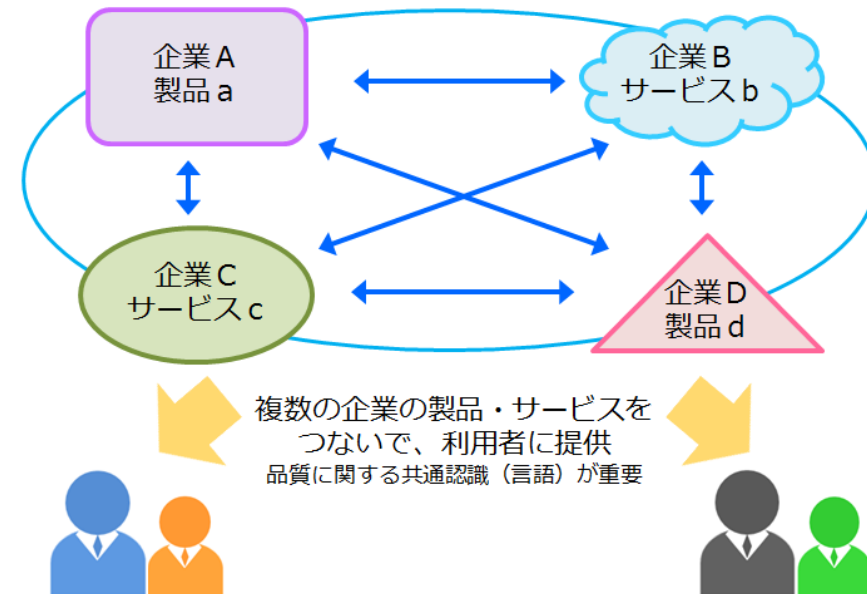 企業A
製品a
企業B
サービスb
企業C
サービスc
企業D
製品d
複数の企業の製品・サービスを
つないで、利用者に提供
品質に関する共通認識（言語）が重要